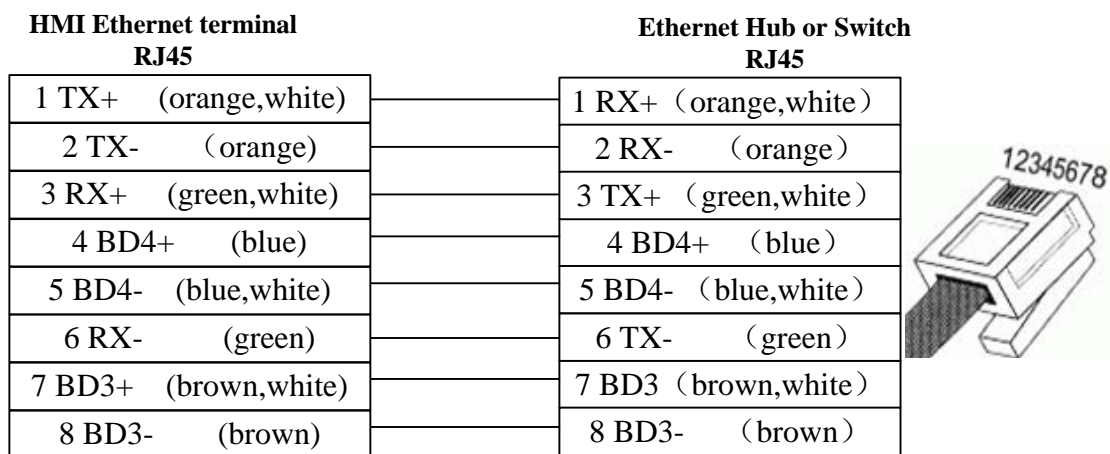 HMI Ethernet terminal
RJ45
1 TX+ (orange,white)
2 TX- （orange)
3 RX+ (green,white)
4 BD4+ (blue)
5 BD4- (blue,white)
6 RX- (green)
7 BD3+ (brown,white)
8 BD3- (brown)
Ethernet Hub or Switch
RJ45
1 RX+（orange,white）
2 RX- （orange）
3 TX+ （green,white）
4 BD4+ （blue）
5 BD4- （blue,white）
6 TX- （green）
7 BD3（brown,white）
8 BD3- （brown）
12345678